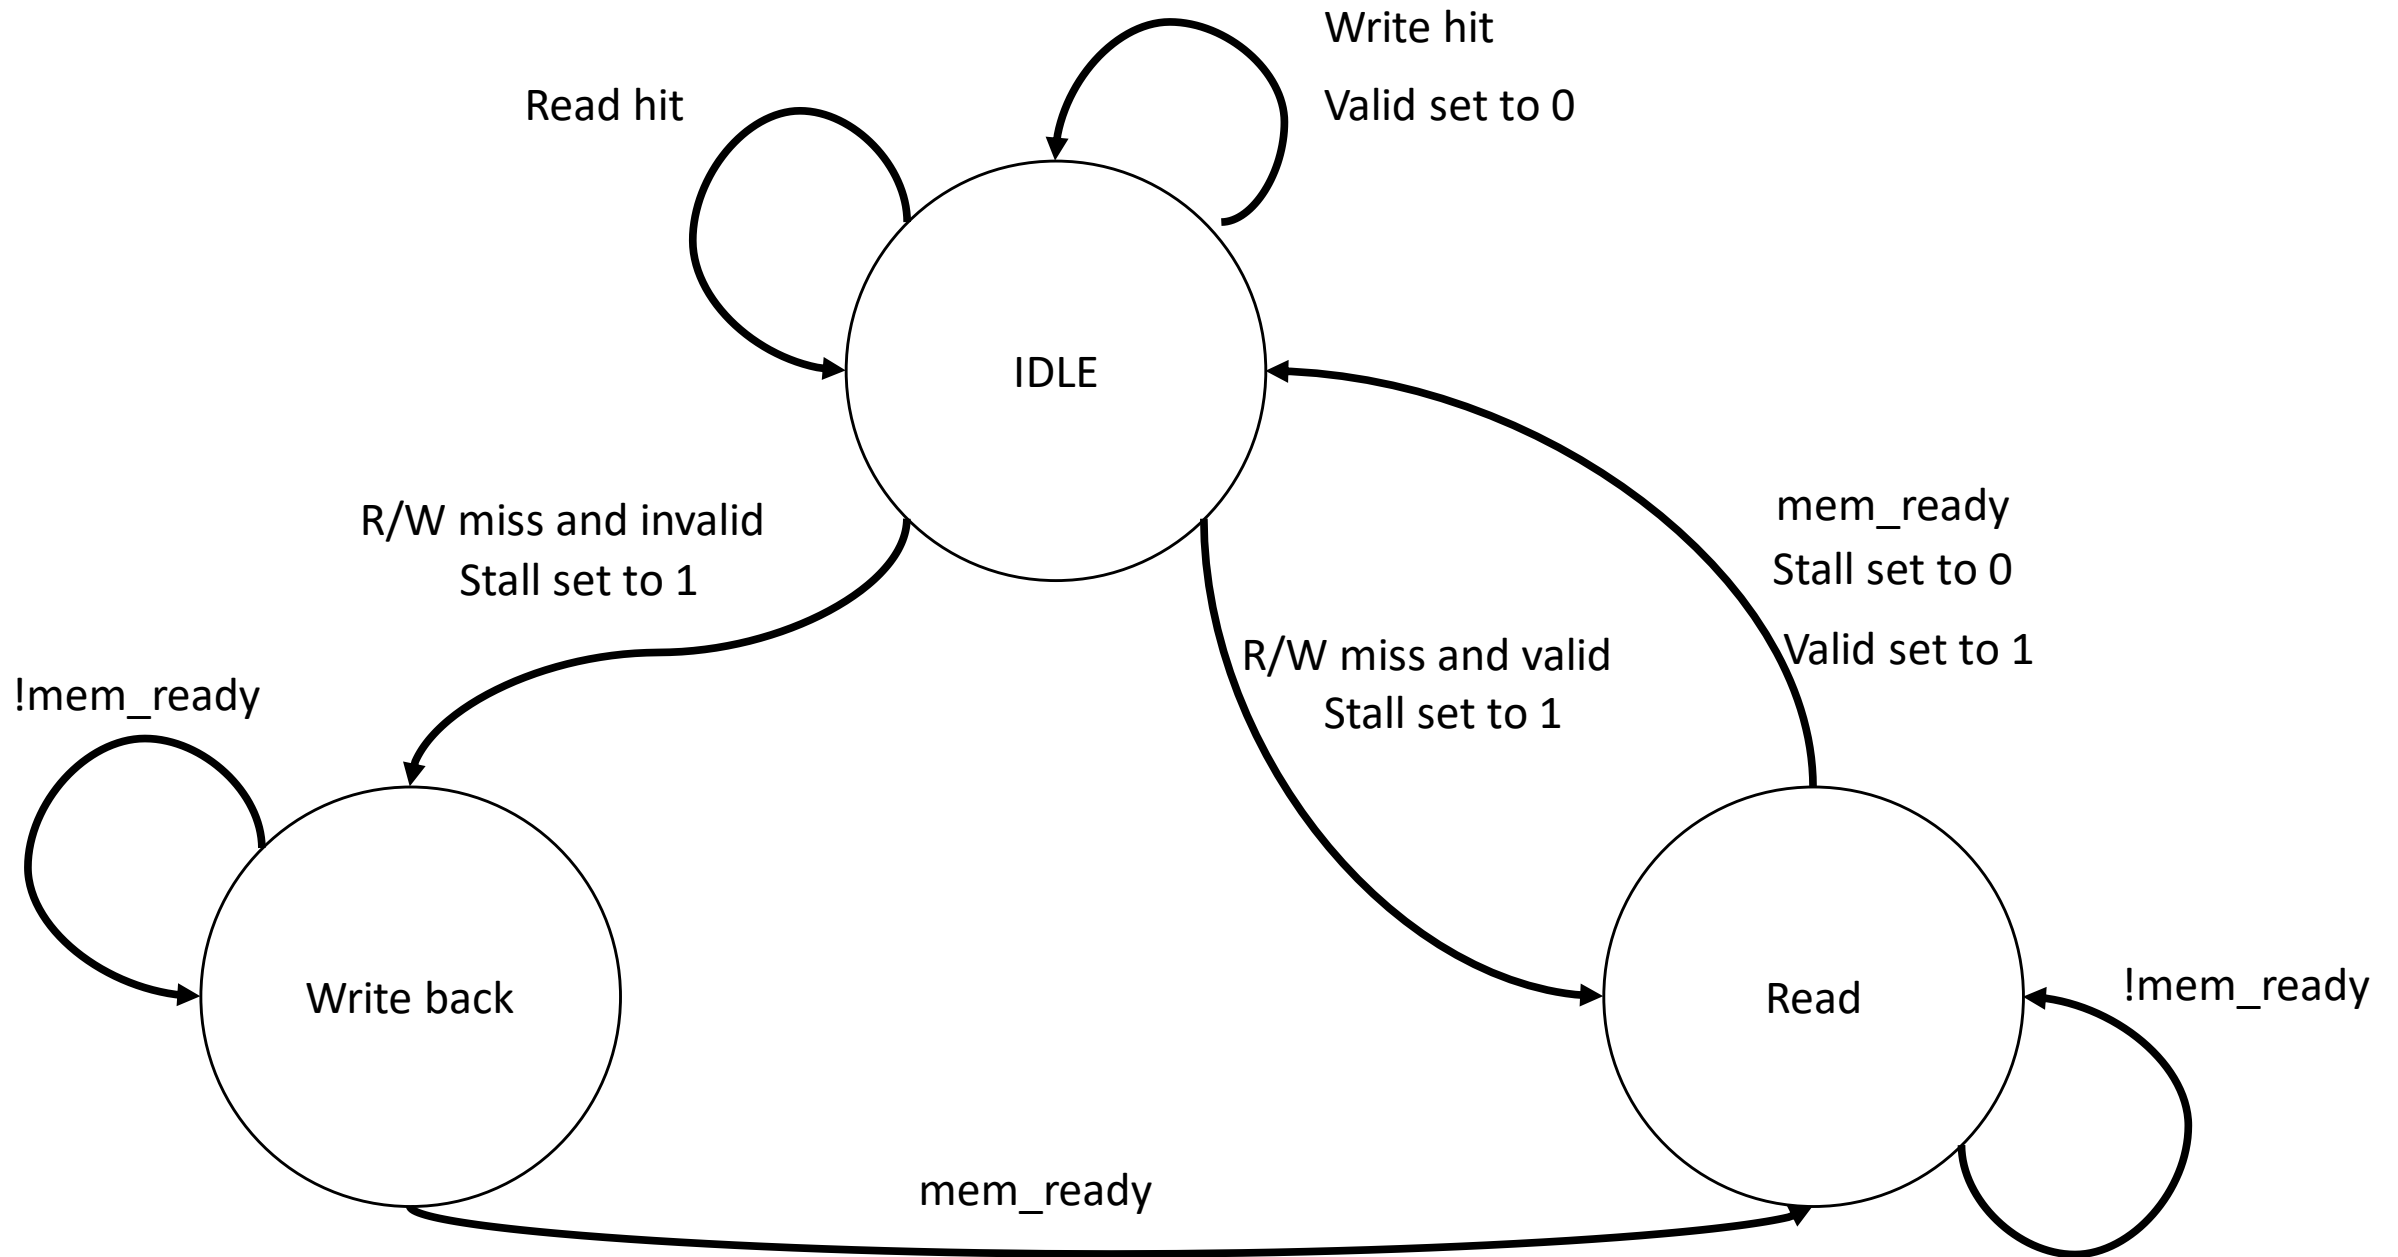 Write hit
Valid set to 0
Read hit
IDLE
R/W miss and invalid
Stall set to 1
mem_ready
Stall set to 0
Valid set to 1
R/W miss and valid
Stall set to 1
!mem_ready
Write back
Read
!mem_ready
mem_ready